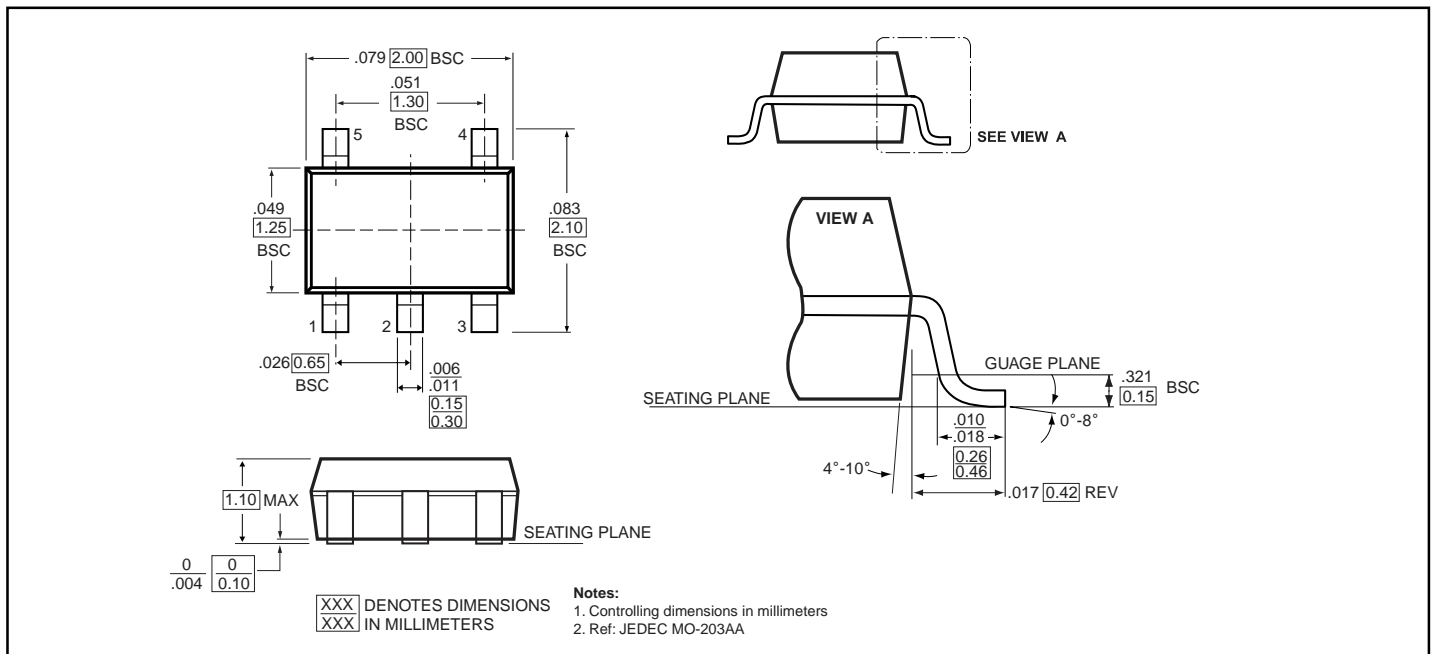 .079 2.00 BSC
.051
1.30
BSC
5
4
.049
1.25
BSC
.083
2.10
BSC
1
2
3
.026 0.65
BSC
.006
.011
0.15
0.30
1.10 MAX
SEATING PLANE
0
.004
0
0.10
XXX
XXX
DENOTES DIMENSIONS
IN MILLIMETERS
Notes:
1. Controlling dimensions in millimeters
2. Ref: JEDEC MO-203AA
SEE VIEW A
VIEW A
GUAGE PLANE
SEATING PLANE
.321
0.15
BSC
0°-8°
.010
.018
0.26
0.46
4°-10°
.017 0.42 REV